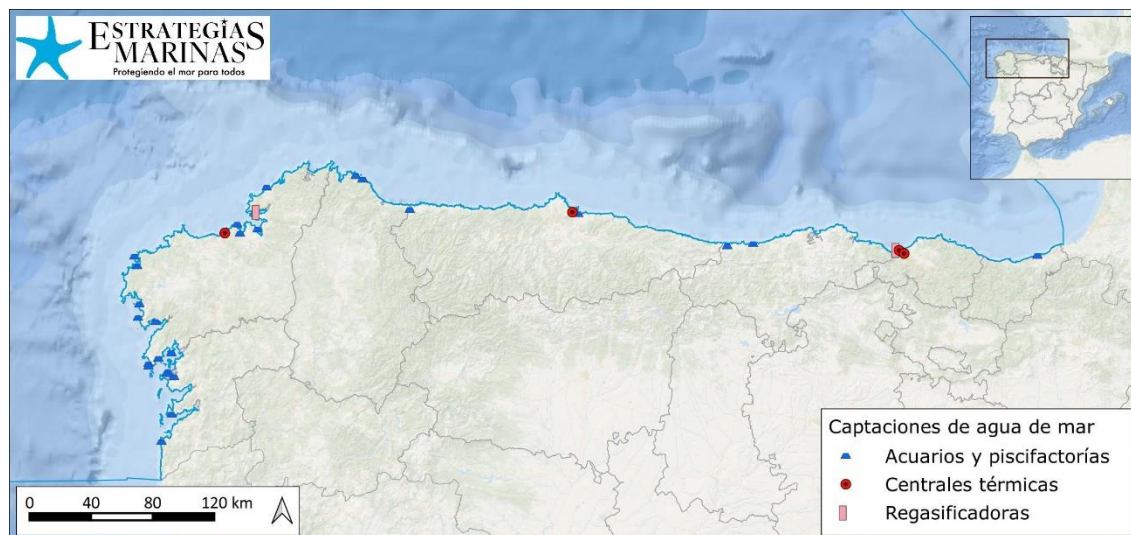 ESTRATEGIAS
MARINAS
Protegiendo el mar para todos
Captaciones de agua de mar
Acuarios y piscifactorías
Centrales térmicas
Regasificadoras
0 40 80 120 km